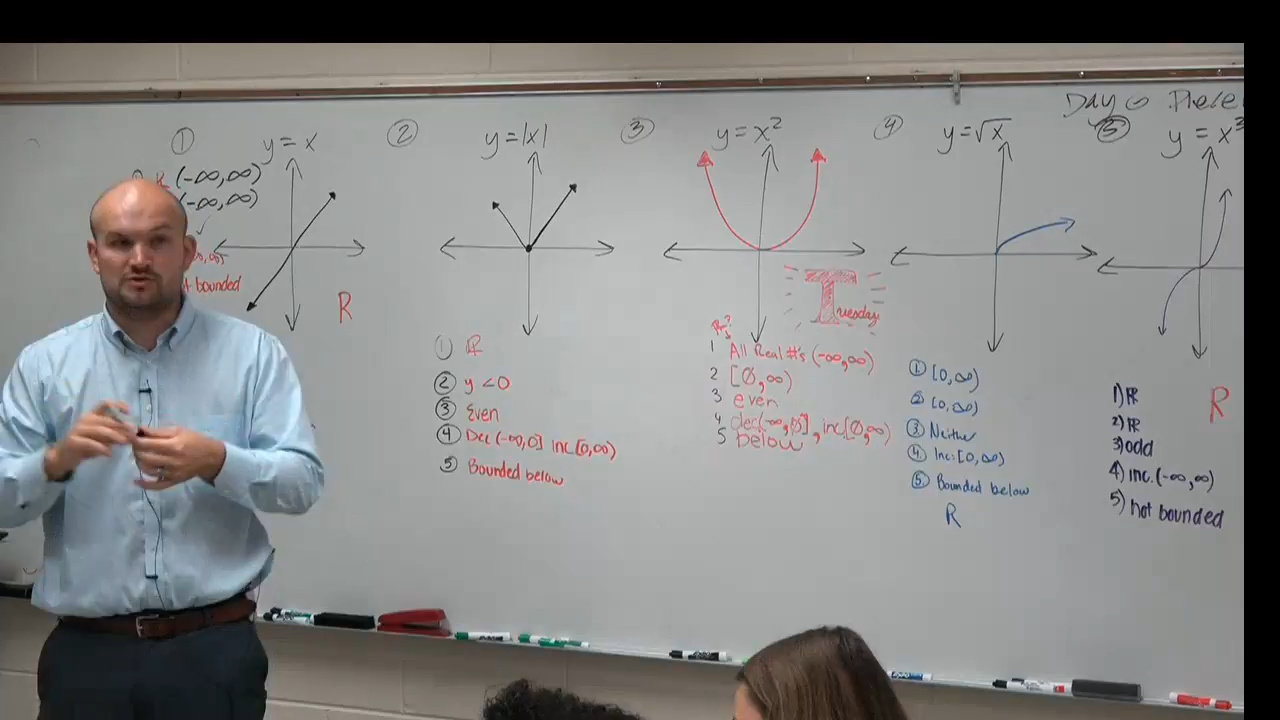 Day 6
①
y = x
R (-∞, ∞)
(-∞, ∞)
bounded
R
②
y = |x|
① R
② y < 0
③ Even
④ Dec (-∞, 0] inc [0, ∞)
⑤ Bounded below
③
y = x²
Tuesday
1 All Real #'s (-∞, ∞)
2 [0, ∞)
3 even
4 dec(-∞, 0], inc[0, ∞)
5 below
④
y = √x
① [0, ∞)
② [0, ∞)
③ Neither
④ Inc: [0, ∞)
⑤ Bounded below
R
⑤
y = x³
1) R
2) R
3) odd
4) inc. (-∞, ∞)
5) not bounded
R
EXPO